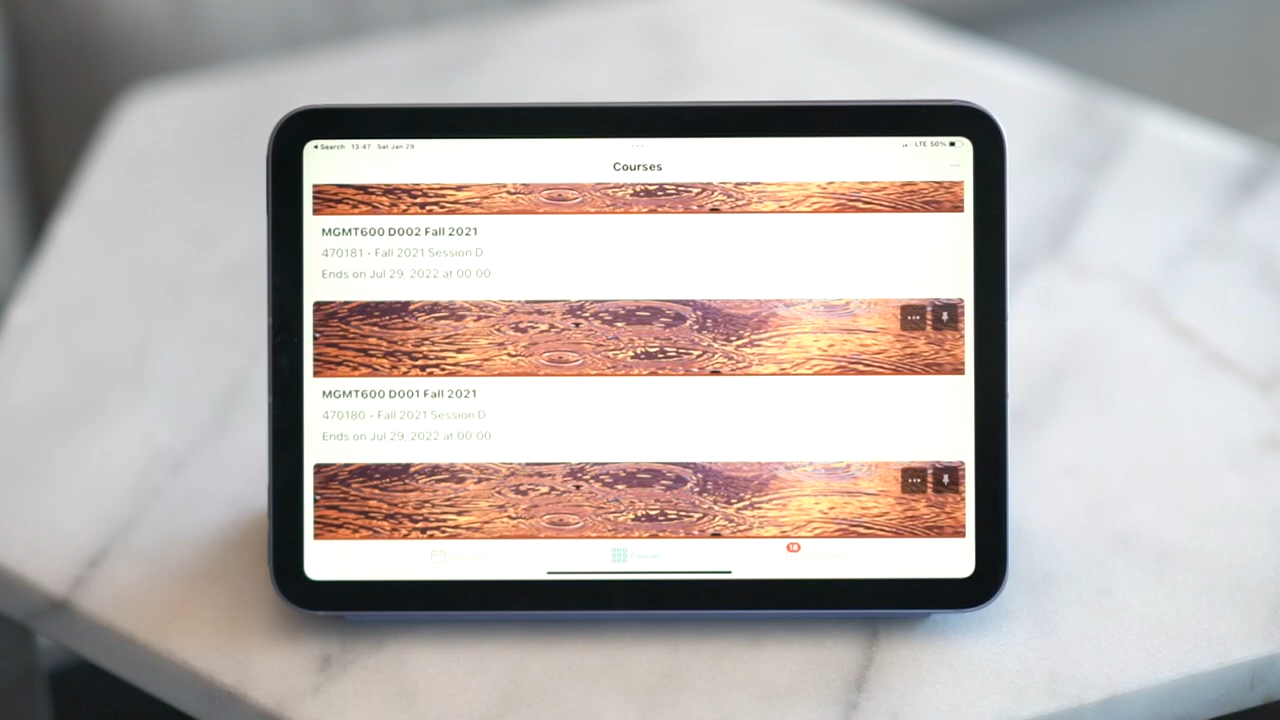 ◀ Search 13:47 Sat Jan 29
LTE 50%
Courses
MGMT600 D002 Fall 2021
470181 • Fall 2021 Session D
Ends on Jul 29, 2022 at 00:00
MGMT600 D001 Fall 2021
470180 • Fall 2021 Session D
Ends on Jul 29, 2022 at 00:00
Courses
18